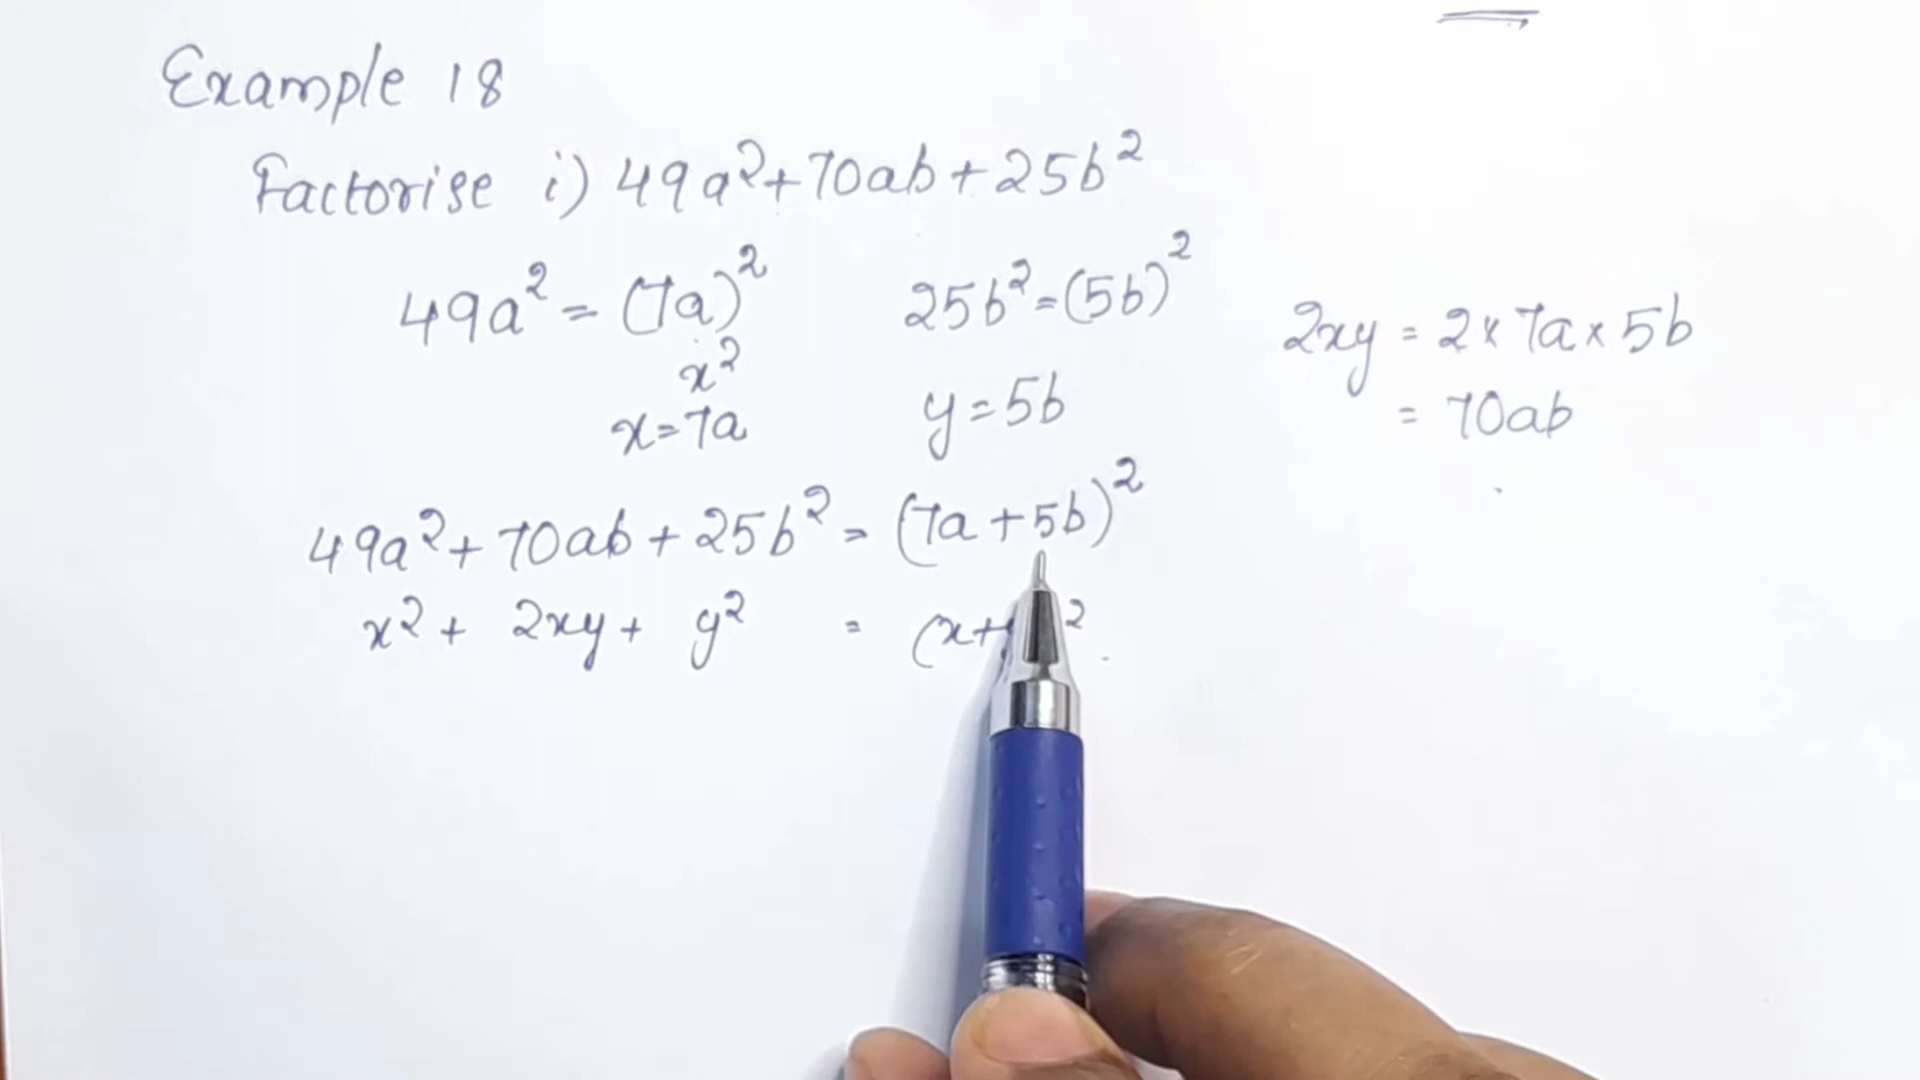 Example 18
Factorise i) 49a²+70ab+25b²
49a² = (7a)² 25b²=(5b)²
x²
x=7a y=5b
2xy = 2×7a×5b
= 70ab
49a²+70ab+25b² = (7a+5b)²
x²+ 2xy+ y² = (x+ ²